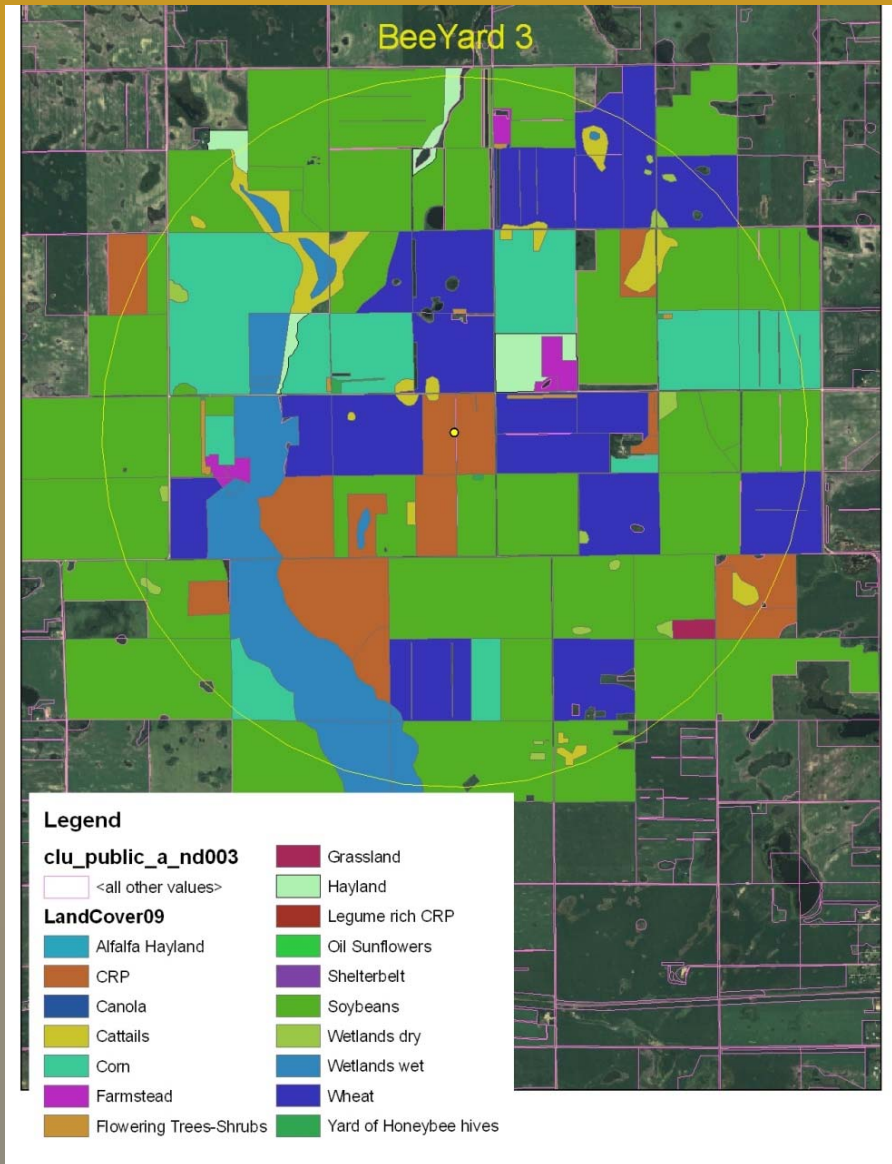 BeeYard 3
Legend
clu_public_a_nd003
<all other values>
LandCover09
Alfalfa Hayland
CRP
Canola
Cattails
Corn
Farmstead
Flowering Trees-Shrubs
Grassland
Hayland
Legume rich CRP
Oil Sunflowers
Shelterbelt
Soybeans
Wetlands dry
Wetlands wet
Wheat
Yard of Honeybee hives